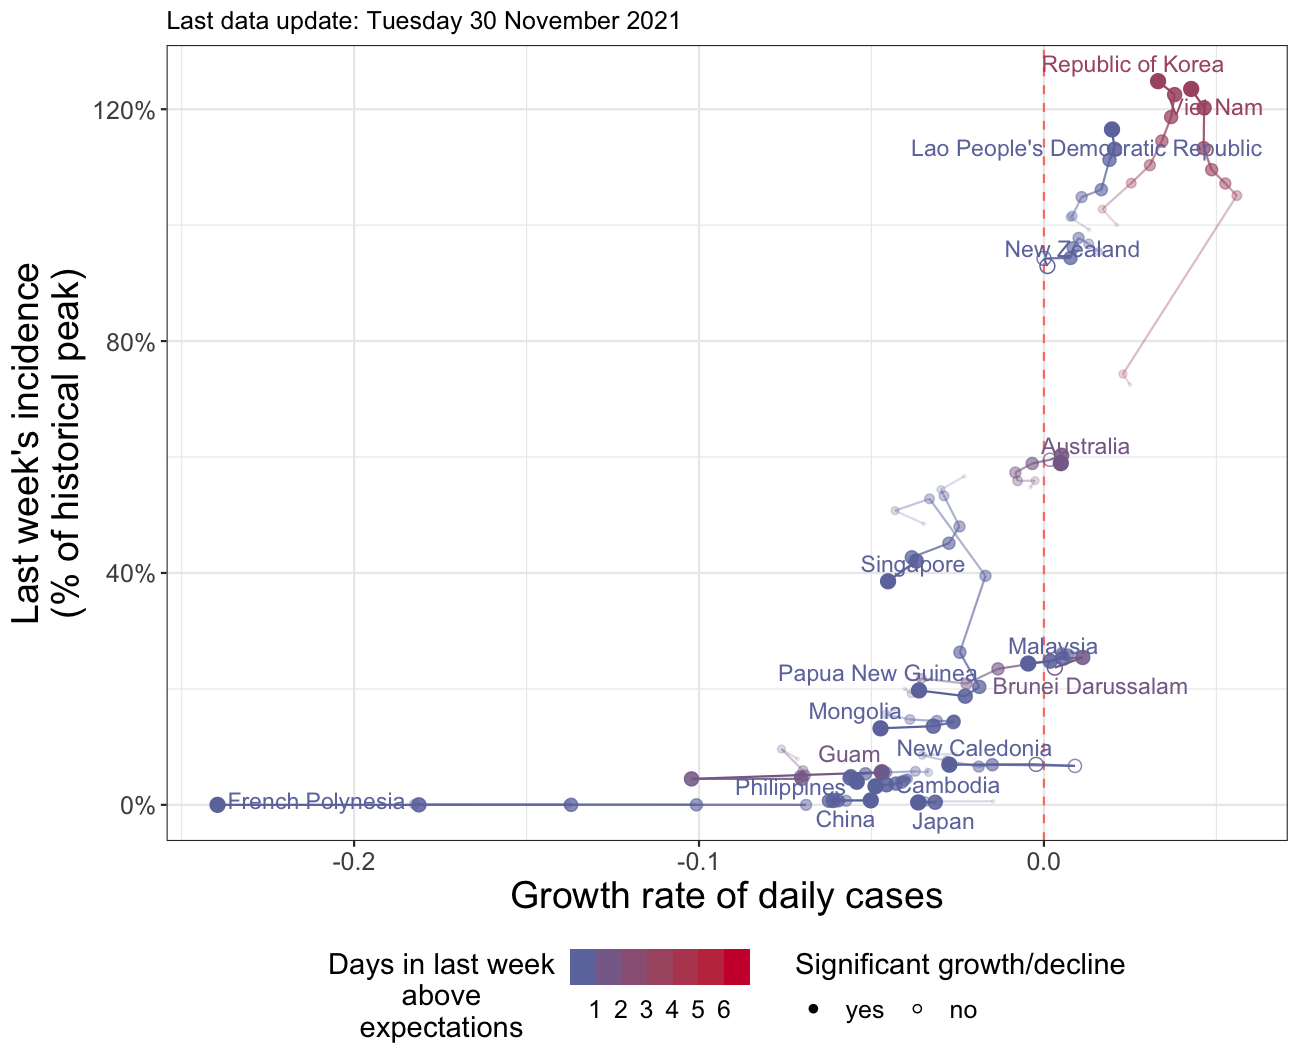 Last data update: Tuesday 30 November 2021
Last week's incidence
(% of historical peak)
120%
80%
40%
0%
Republic of Korea
Viet Nam
Lao People's Democratic Republic
New Zealand
Australia
Singapore
Malaysia
Papua New Guinea
Brunei Darussalam
Mongolia
New Caledonia
Guam
Philippines
Cambodia
French Polynesia
China
Japan
-0.2
-0.1
0.0
Growth rate of daily cases
Days in last week
above
expectations
1 2 3 4 5 6
Significant growth/decline
yes
no